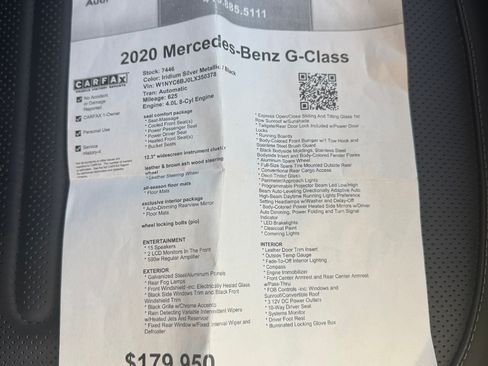 Audi
885.5111
2020 Mercedes-Benz G-Class
Stock: 7446
Color: Iridium Silver Metallic / Black
Vin: W1NYC6BJ0LX350378
Tran: Automatic
Mileage: 625
Engine: 4.0L 8-Cyl Engine
CARFAX
No Accident
or Damage
Reported
CARFAX 1-Owner
Personal Use
Service
History
seat comfort package
* Seat-Massage
* Cooled Front Seat(s)
* Power Passenger Seat
* Power Driver Seat
* Heated Front Seat(s)
* Bucket Seats
12.3" widescreen instrument cluster
leather & brown ash wood steering
wheel
* Leather Steering Wheel
all-season floor mats
* Floor Mats
exclusive interior package
* Auto-Dimming Rearview Mirror
* Floor Mats
wheel locking bolts (pio)
ENTERTAINMENT
* 15 Speakers
* 2 LCD Monitors In The Front
* 590w Regular Amplifier
EXTERIOR
* Galvanized Steel/Aluminum Panels
* Rear Fog Lamps
* Front Windshield -inc: Electrically Heated Glass
* Black Side Windows Trim and Black Front
Windshield Trim
* Black Grille w/Chrome Accents
* Rain Detecting Variable Intermittent Wipers
w/Heated Jets And Reservoir
* Fixed Rear Window w/Fixed Interval Wiper and
Defroster
* Express Open/Close Sliding And Tilting Glass 1st
Row Sunroof w/Sunshade
* Tailgate/Rear Door Lock Included w/Power Door
Locks
* Running Boards
* Body-Colored Front Bumper w/1 Tow Hook and
Stainless Steel Brush Guard
* Black Bodyside Moldings, Stainless Steel
Bodyside Insert and Body-Colored Fender Flares
* Aluminum Spare Wheel
* Full-Size Spare Tire Mounted Outside Rear
* Conventional Rear Cargo Access
* Deep Tinted Glass
* Perimeter/Approach Lights
* Programmable Projector Beam Led Low/High
Beam Auto-Leveling Directionally Adaptive Auto
High-Beam Daytime Running Lights Preference
Setting Headlamps w/Washer and Delay-Off
* Body-Colored Power Heated Side Mirrors w/Driver
Auto Dimming, Power Folding and Turn Signal
Indicator
* LED Brakelights
* Clearcoat Paint
* Cornering Lights
INTERIOR
* Leather Door Trim Insert
* Outside Temp Gauge
* Fade-To-Off Interior Lighting
* Compass
* Engine Immobilizer
* Front Center Armrest and Rear Center Armrest
w/Pass-Thru
* FOB Controls -inc: Windows and
Sunroof/Convertible Roof
* 3 12V DC Power Outlets
* 10-Way Driver Seat
* Systems Monitor
* Driver Foot Rest
* Illuminated Locking Glove Box
$179,950